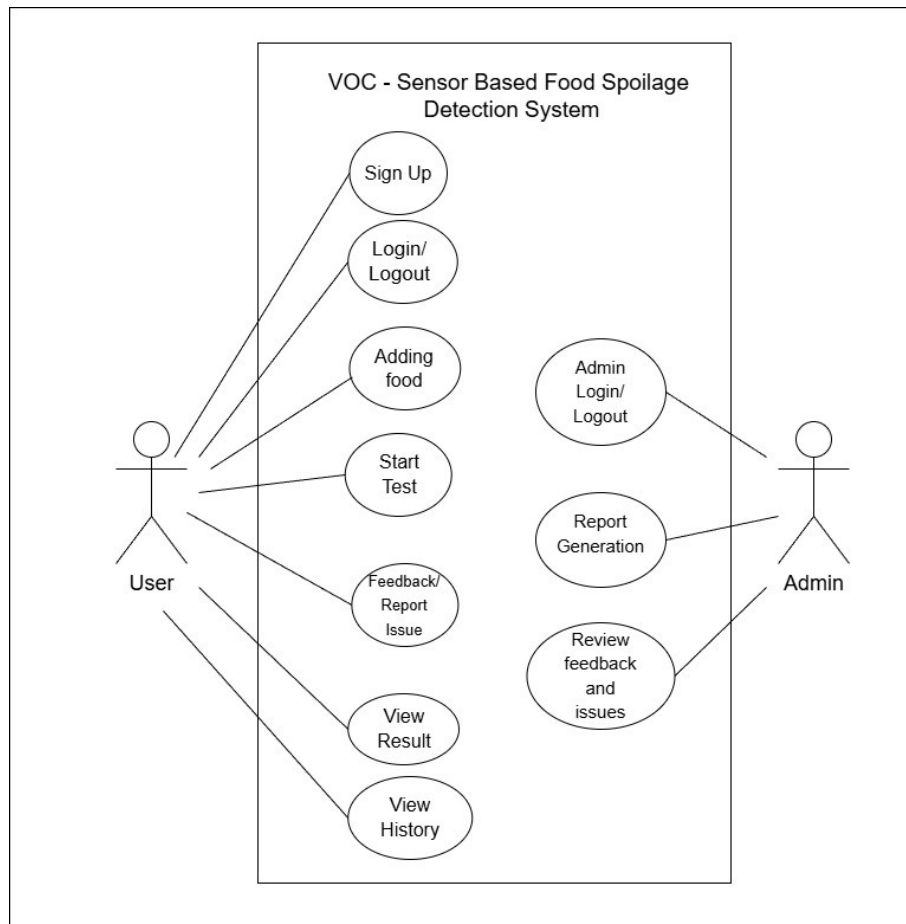 VOC - Sensor Based Food Spoilage
Detection System
Sign Up
Login/
Logout
Adding
food
Start
Test
Feedback/
Report
Issue
View
Result
View
History
Admin
Login/
Logout
Report
Generation
Review
feedback
and
issues
User
Admin